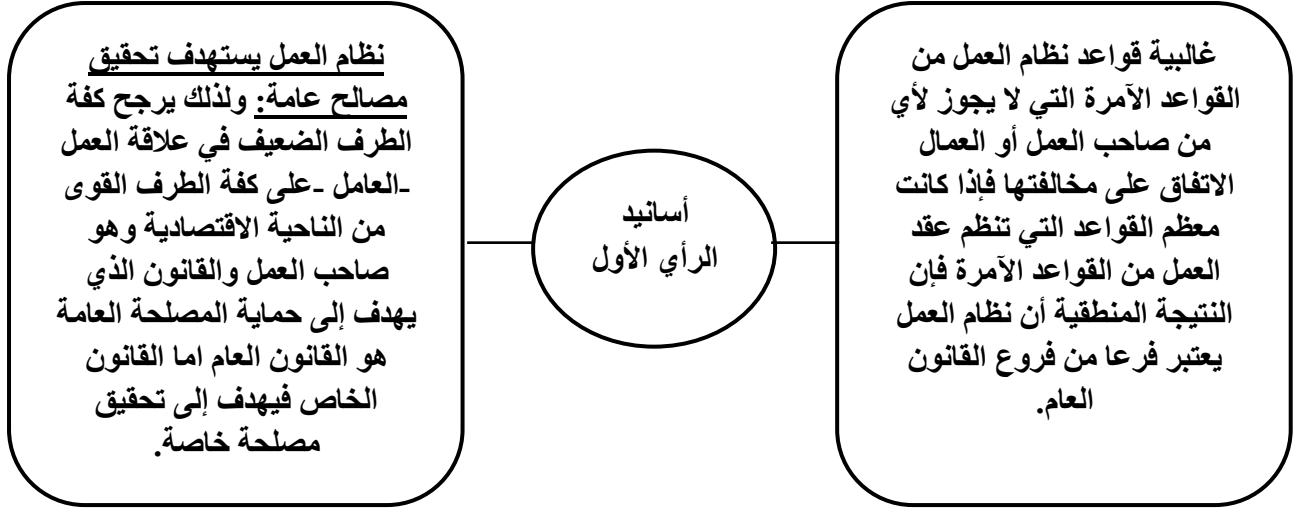 غالبية قواعد نظام العمل من
القواعد الآمرة التي لا يجوز لأي
من صاحب العمل أو العمال
الاتفاق على مخالفتها فإذا كانت
معظم القواعد التي تنظم عقد
العمل من القواعد الآمرة فإن
النتيجة المنطقية أن نظام العمل
يعتبر فرعا من فروع القانون
العام.
أسانيد
الرأي الأول
نظام العمل يستهدف تحقيق
مصالح عامة: ولذلك يرجح كفة
الطرف الضعيف في علاقة العمل
-العامل -على كفة الطرف القوى
من الناحية الاقتصادية وهو
صاحب العمل والقانون الذي
يهدف إلى حماية المصلحة العامة
هو القانون العام اما القانون
الخاص فيهدف إلى تحقيق
مصلحة خاصة.